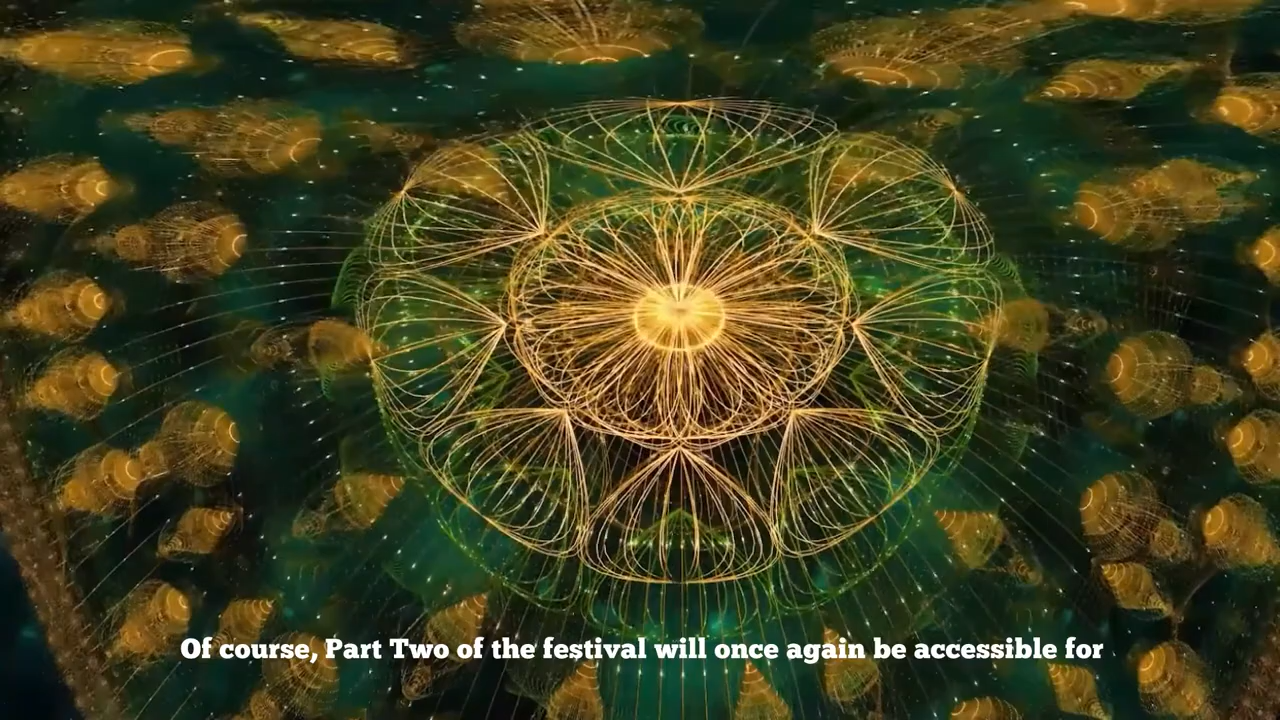 Of course, Part Two of the festival will once again be accessible for